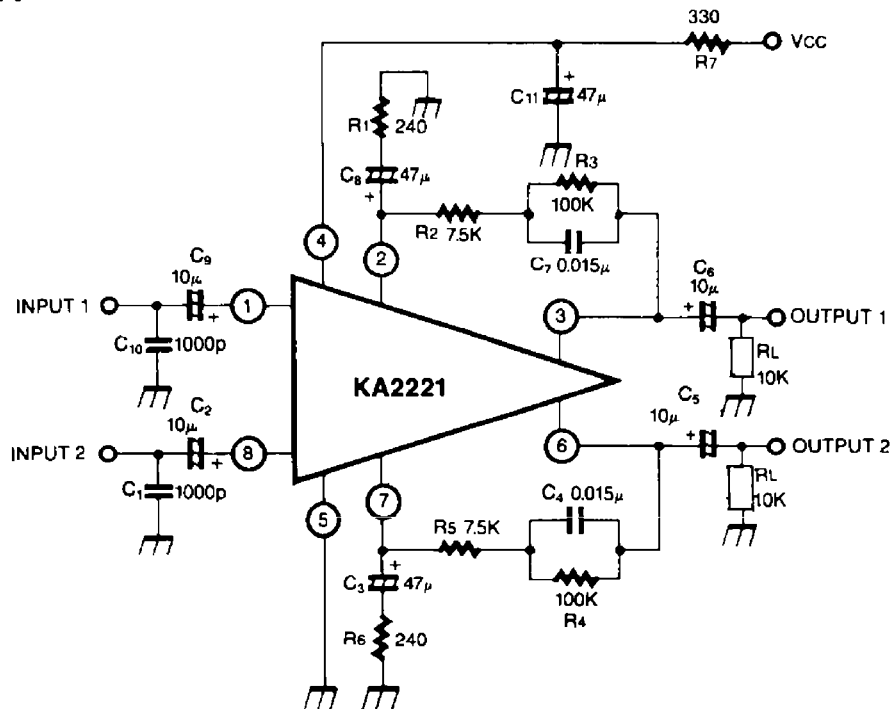 330
VCC
R7
C11 47μ
R1 240
C8 47μ
R3
100K
R2 7.5K
C7 0.015μ
4
2
C9
10μ
INPUT 1
1
C10 1000p
C6
10μ
3
OUTPUT 1
RL
10K
KA2221
C2
10μ
INPUT 2
8
C1 1000p
C5
10μ
6
OUTPUT 2
RL
10K
7
5
C4 0.015μ
R5 7.5K
C3 47μ
100K
R4
R6 240